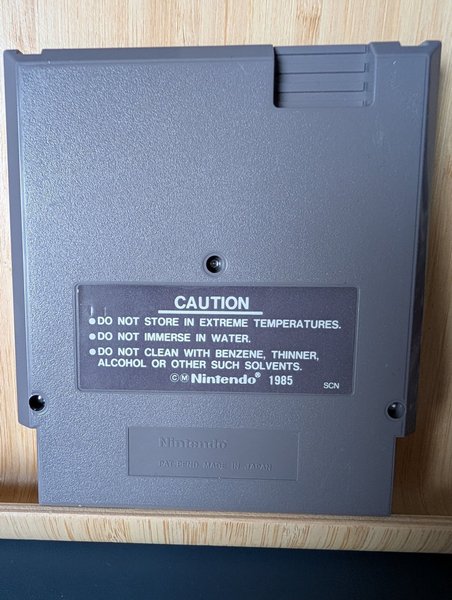 CAUTION
●DO NOT STORE IN EXTREME TEMPERATURES.
●DO NOT IMMERSE IN WATER.
●DO NOT CLEAN WITH BENZENE, THINNER,
ALCOHOL OR OTHER SUCH SOLVENTS.
©Ⓜ Nintendo® 1985 SCN
Nintendo
PAT-PEND MADE IN JAPAN